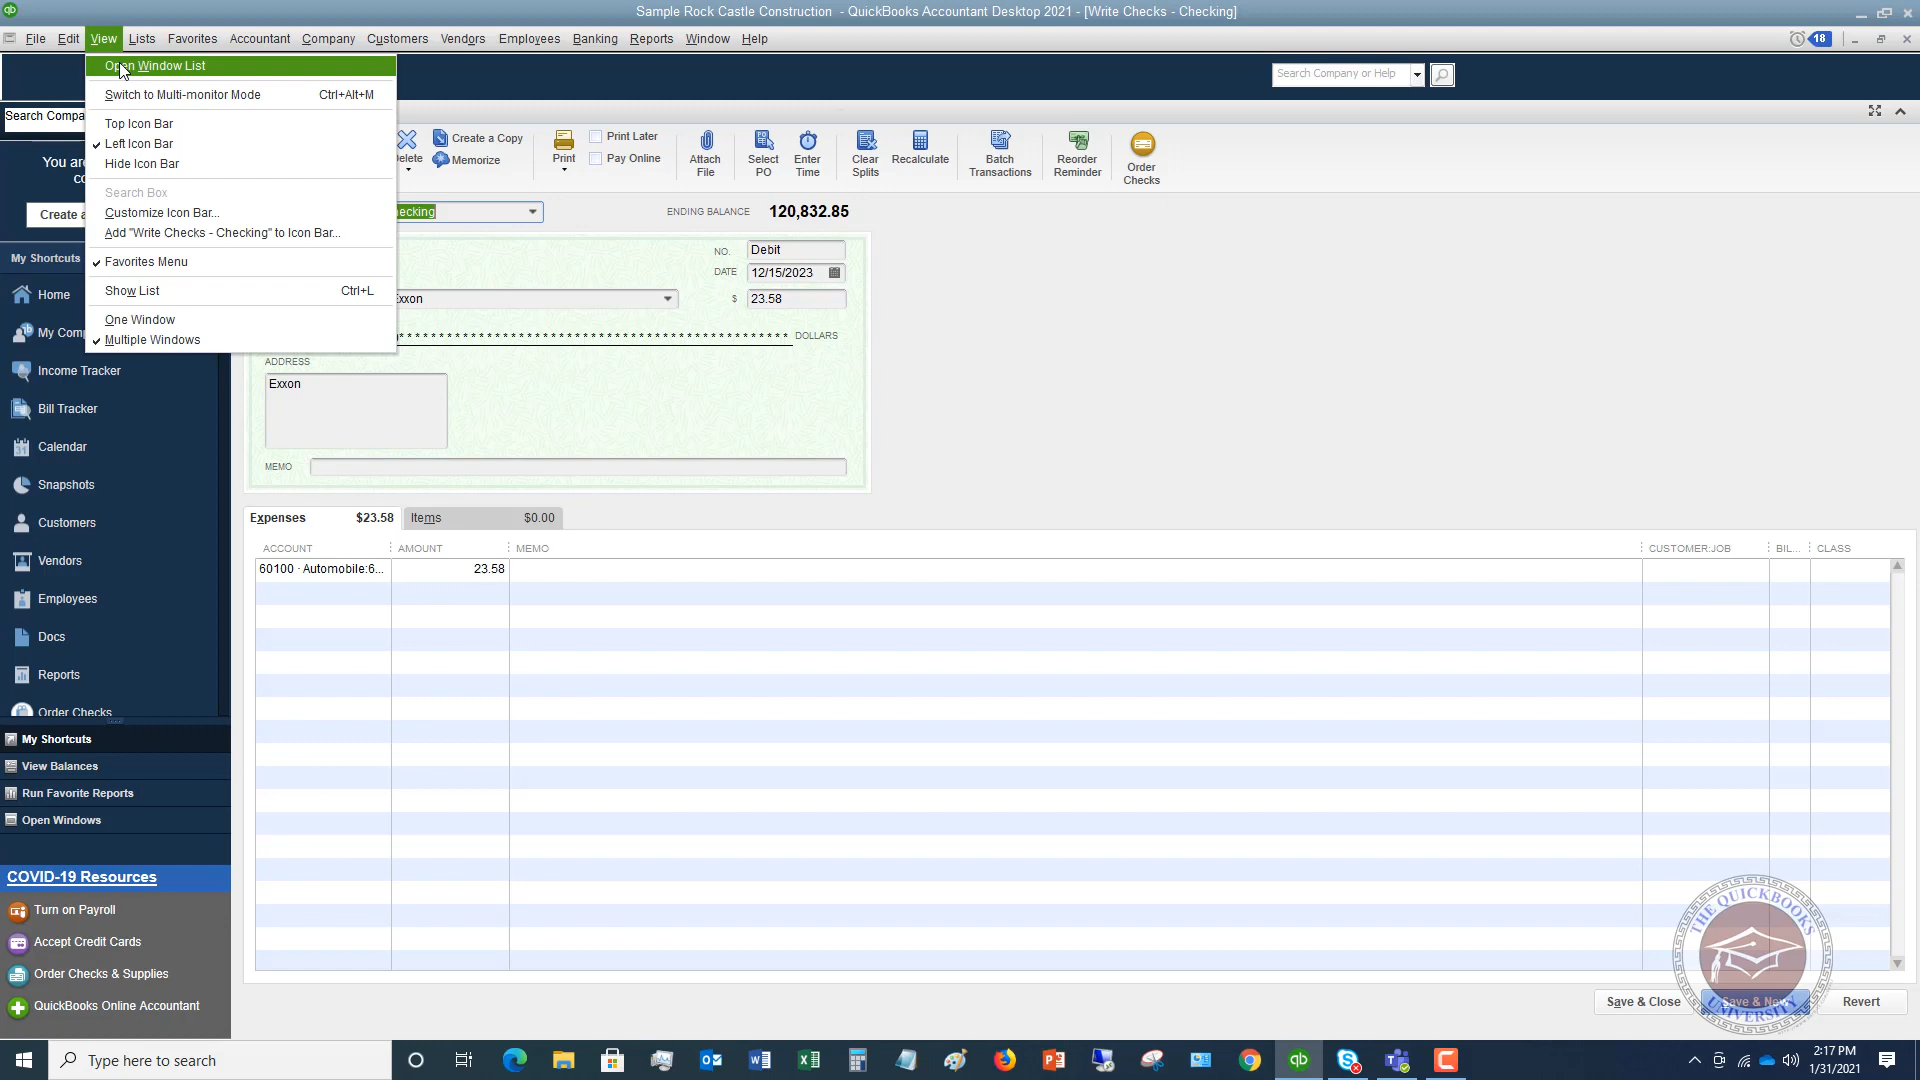 Sample Rock Castle Construction - QuickBooks Accountant Desktop 2021 - [Write Checks - Checking]
File Edit View Lists Favorites Accountant Company Customers Vendors Employees Banking Reports Window Help
18
Open Window List
Switch to Multi-monitor Mode Ctrl+Alt+M
Top Icon Bar
Left Icon Bar
Hide Icon Bar
Search Box
Customize Icon Bar...
Add "Write Checks - Checking" to Icon Bar...
Favorites Menu
Show List Ctrl+L
One Window
Multiple Windows
Search Company or Help
Search Compa
You are
Create a
My Shortcuts
Home
My Comp
Income Tracker
Bill Tracker
Calendar
Snapshots
Customers
Vendors
Employees
Docs
Reports
Order Checks
My Shortcuts
View Balances
Run Favorite Reports
Open Windows
COVID-19 Resources
Turn on Payroll
Accept Credit Cards
Order Checks & Supplies
QuickBooks Online Accountant
elete
Create a Copy
Memorize
Print
Print Later
Pay Online
Attach File
Select PO
Enter Time
Clear Splits
Recalculate
Batch Transactions
Reorder Reminder
Order Checks
ecking
ENDING BALANCE 120,832.85
NO. Debit
DATE 12/15/2023
Exxon
$ 23.58
DOLLARS
ADDRESS
Exxon
MEMO
Expenses $23.58 Items $0.00
ACCOUNT AMOUNT MEMO CUSTOMER:JOB BIL... CLASS
60100 · Automobile:6... 23.58
THE QUICKBOOKS UNIVERSITY
Save & Close Save & New Revert
Type here to search
2:17 PM
1/31/2021